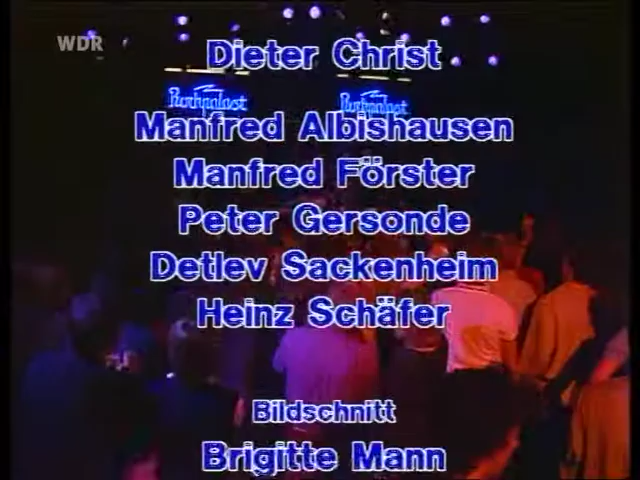 WDR
Dieter Christ
Rockpalast Rockpalast
Manfred Albishausen
Manfred Förster
Peter Gersonde
Detlev Sackenheim
Heinz Schäfer
Bildschnitt
Brigitte Mann